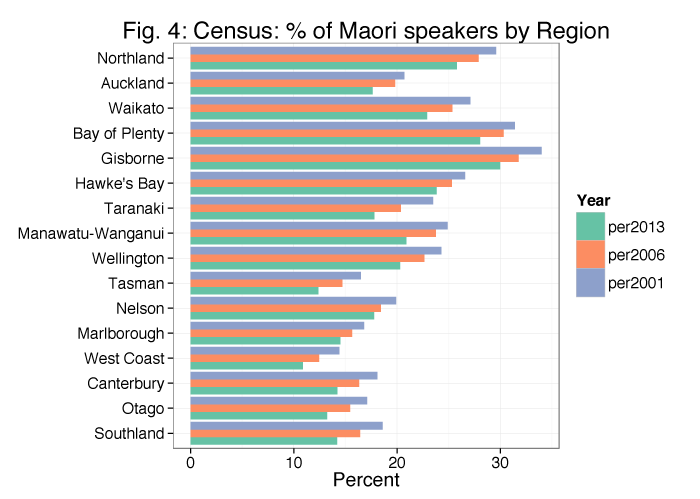 Fig. 4: Census: % of Maori speakers by Region
Northland
Auckland
Waikato
Bay of Plenty
Gisborne
Hawke's Bay
Taranaki
Manawatu-Wanganui
Wellington
Tasman
Nelson
Marlborough
West Coast
Canterbury
Otago
Southland
0 10 20 30
Percent
Year
per2013
per2006
per2001